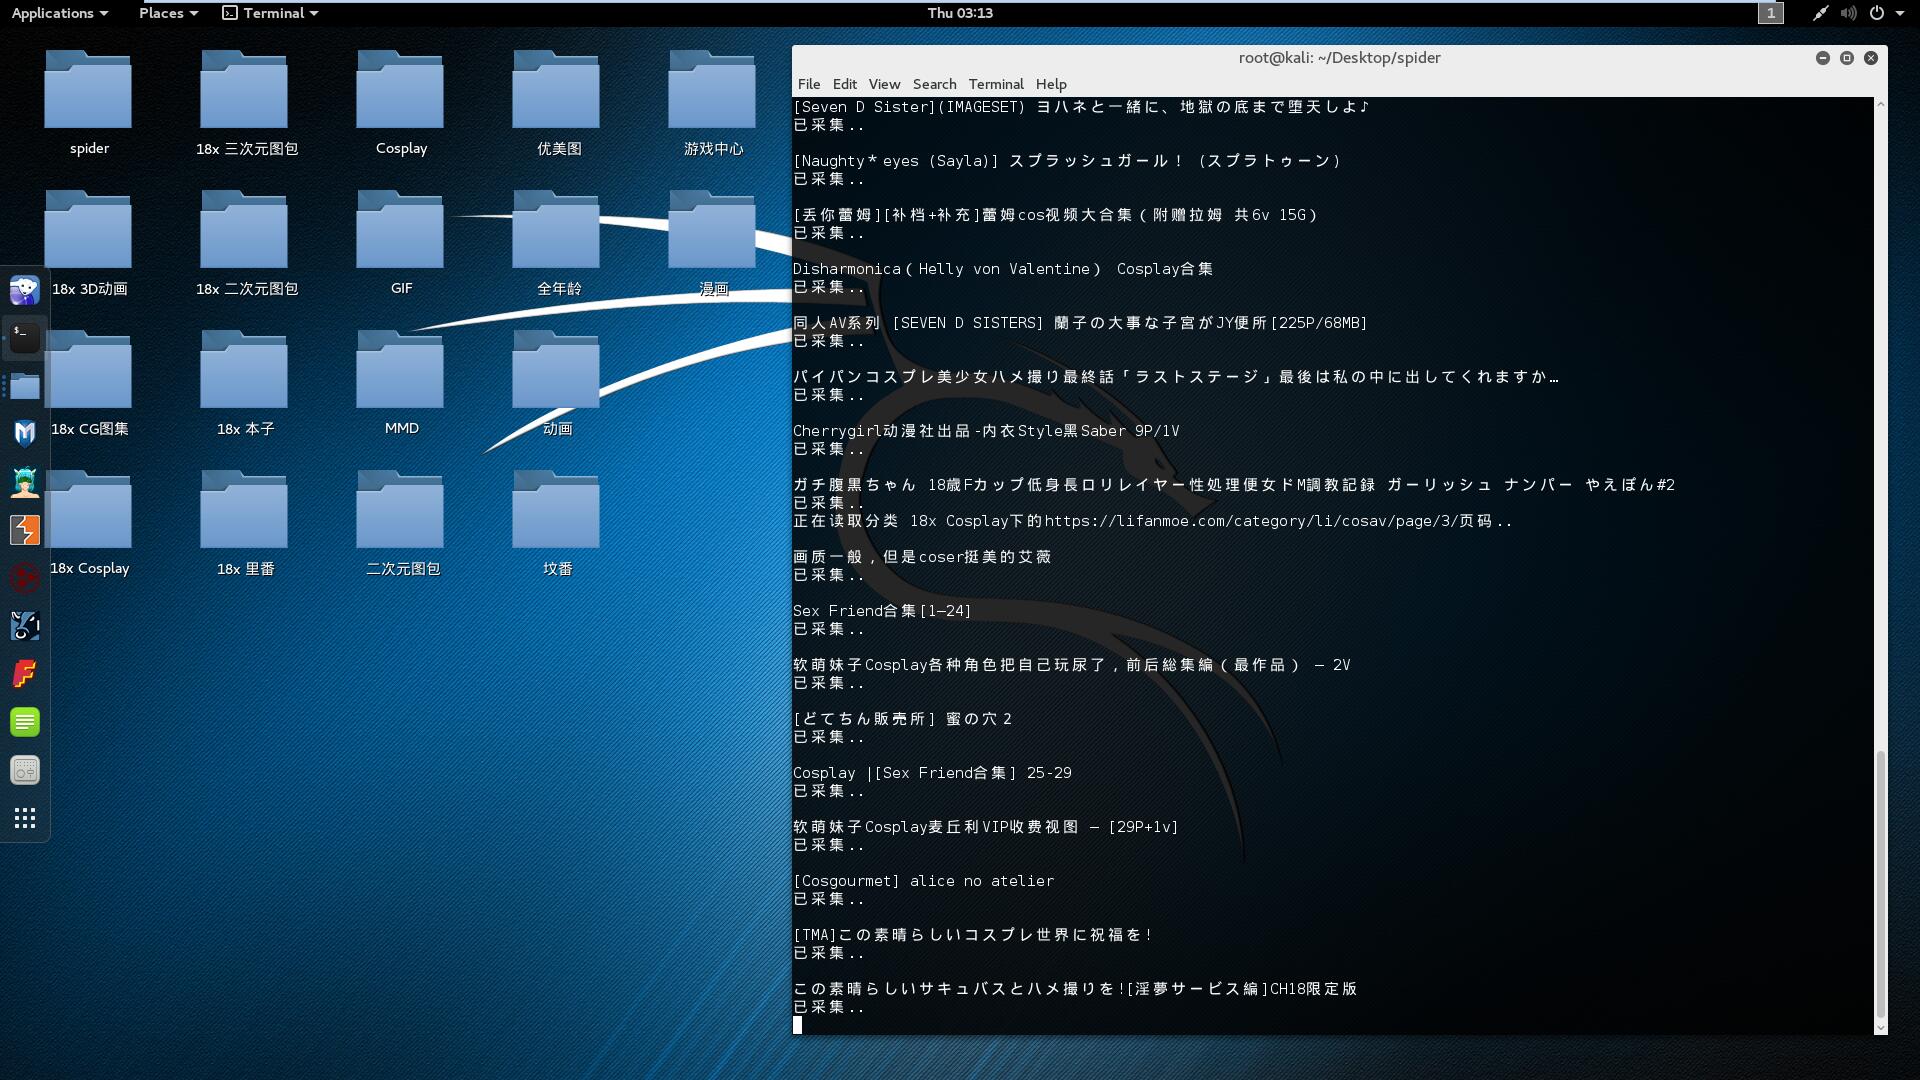 Applications Places Terminal Thu 03:13 1
spider 18x 三次元图包 Cosplay 优美图 游戏中心
18x 3D动画 18x 二次元图包 GIF 全年龄 漫画
18x CG图集 18x 本子 MMD 动画
18x Cosplay 18x 里番 二次元图包 坟番
root@kali: ~/Desktop/spider
File Edit View Search Terminal Help
[Seven D Sister](IMAGESET) ヨハネと一緒に、地獄の底まで堕天しよ♪
已采集..
[Naughty＊eyes (Sayla)] スプラッシュガール！ (スプラトゥーン)
已采集..
[丢你蕾姆][补档+补充]蕾姆cos视频大合集（附赠拉姆 共6v 15G）
已采集..
Disharmonica（Helly von Valentine） Cosplay合集
已采集..
同人AV系列 [SEVEN D SISTERS] 蘭子の大事な子宮がJY便所[225P/68MB]
已采集..
パイパンコスプレ美少女ハメ撮り最終話「ラストステージ」最後は私の中に出してくれますか…
已采集..
Cherrygirl动漫社出品-内衣Style黑Saber 9P/1V
已采集..
ガチ腹黒ちゃん 18歳Fカップ低身長ロリレイヤー性処理便女ドM調教記録 ガーリッシュ ナンパー やえぽん#2
已采集..
正在读取分类 18x Cosplay下的https://lifanmoe.com/category/li/cosav/page/3/页码..
画质一般，但是coser挺美的艾薇
已采集..
Sex Friend合集[1–24]
已采集..
软萌妹子Cosplay各种角色把自己玩尿了，前后総集編（最作品） – 2V
已采集..
[どてちん販売所] 蜜の穴２
已采集..
Cosplay |[Sex Friend合集] 25-29
已采集..
软萌妹子Cosplay麦丘利VIP收费视图 – [29P+1v]
已采集..
[Cosgourmet] alice no atelier
已采集..
[TMA]この素晴らしいコスプレ世界に祝福を!
已采集..
この素晴らしいサキュバスとハメ撮りを![淫夢サービス編]CH18限定版
已采集..